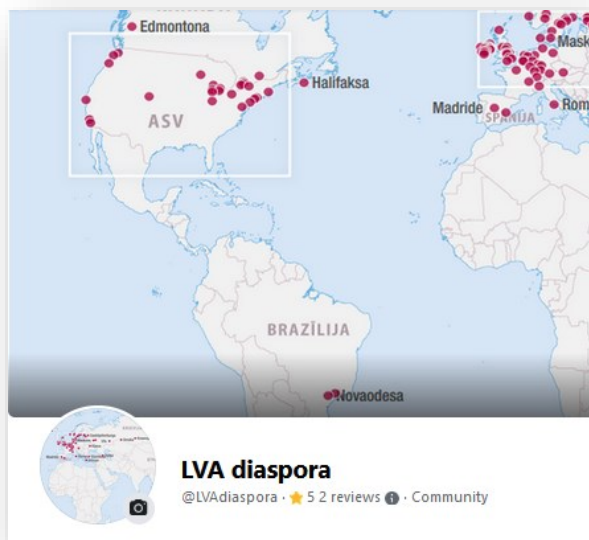 Edmontona
Halifaksa
ASV
Mask
Madride
SPĀNIJA
Rom
BRAZĪLIJA
Novaodesa
LVA diaspora
@LVAdiaspora · 5 2 reviews · Community